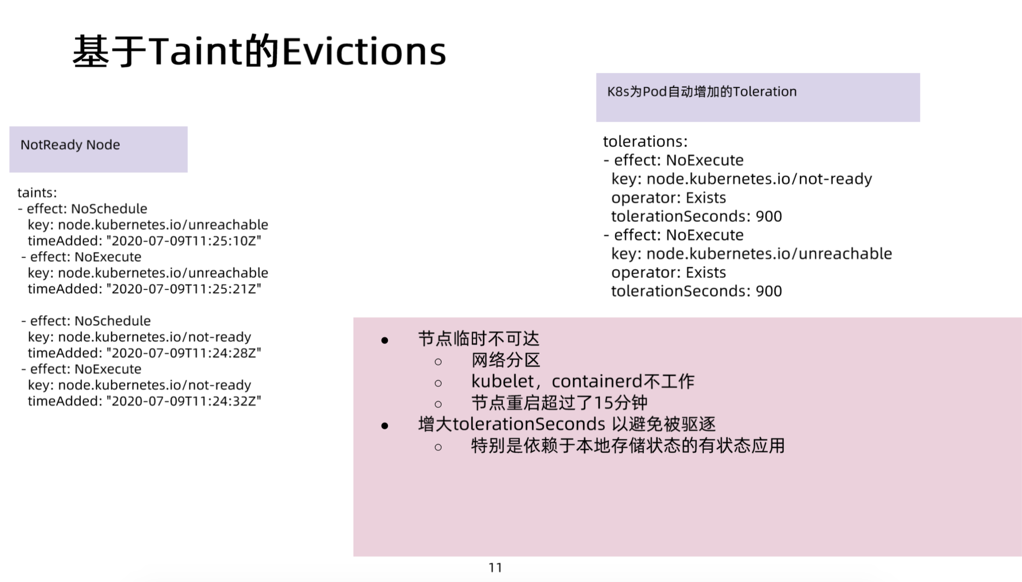 基于Taint的Evictions
NotReady Node
taints:
- effect: NoSchedule
key: node.kubernetes.io/unreachable
timeAdded: "2020-07-09T11:25:10Z"
- effect: NoExecute
key: node.kubernetes.io/unreachable
timeAdded: "2020-07-09T11:25:21Z"
- effect: NoSchedule
key: node.kubernetes.io/not-ready
timeAdded: "2020-07-09T11:24:28Z"
- effect: NoExecute
key: node.kubernetes.io/not-ready
timeAdded: "2020-07-09T11:24:32Z"
K8s为Pod自动增加的Toleration
tolerations:
- effect: NoExecute
key: node.kubernetes.io/not-ready
operator: Exists
tolerationSeconds: 900
- effect: NoExecute
key: node.kubernetes.io/unreachable
operator: Exists
tolerationSeconds: 900
● 节点临时不可达
○ 网络分区
○ kubelet，containerd不工作
○ 节点重启超过了15分钟
● 增大tolerationSeconds 以避免被驱逐
○ 特别是依赖于本地存储状态的有状态应用
11